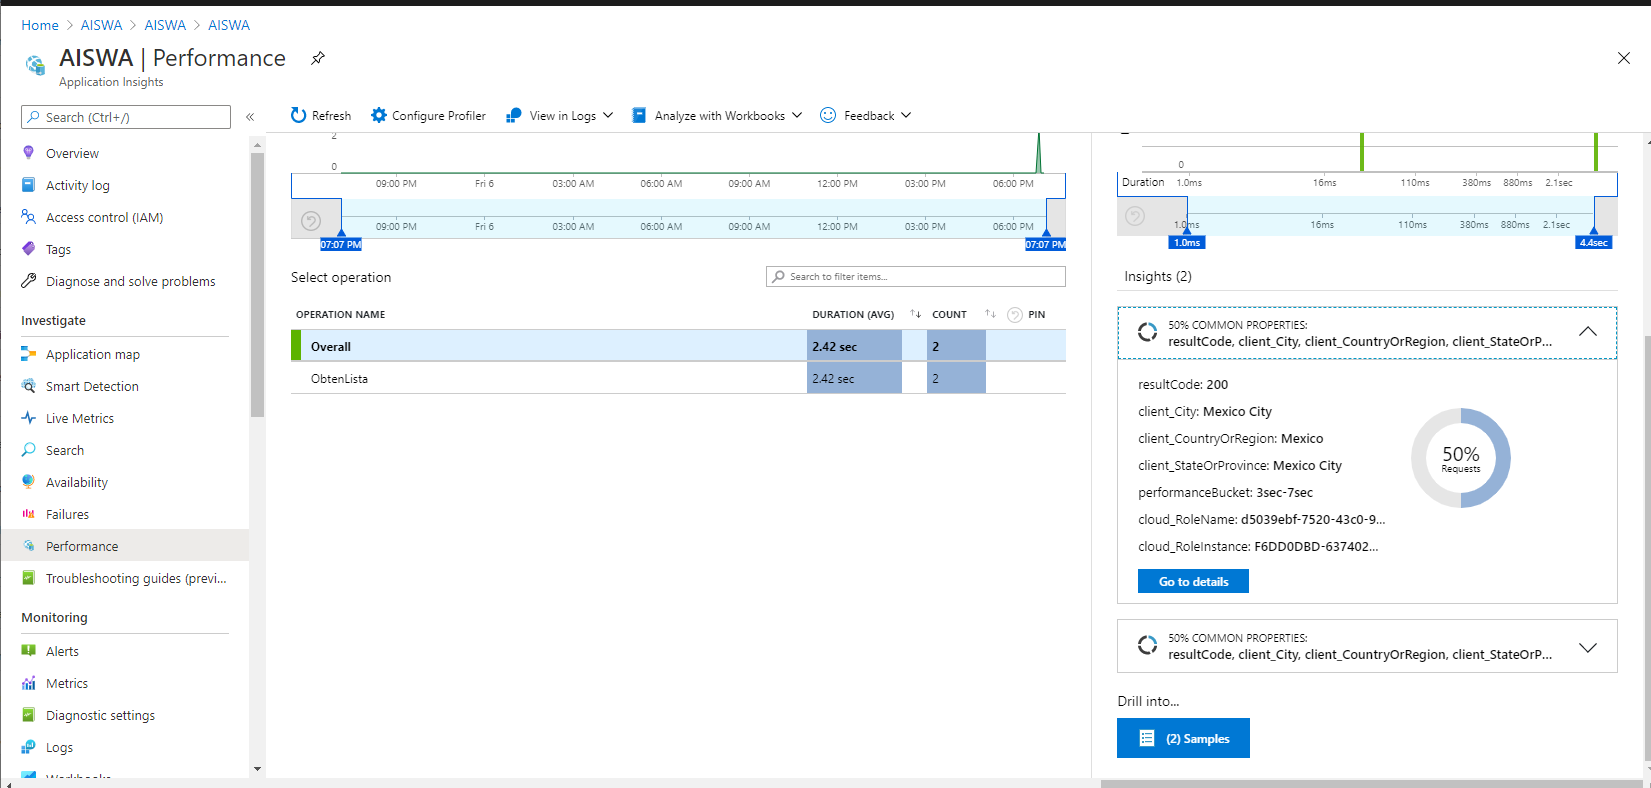 Home > AISWA > AISWA > AISWA
AISWA | Performance
Application Insights
Search (Ctrl+/)
«
Overview
Activity log
Access control (IAM)
Tags
Diagnose and solve problems
Investigate
Application map
Smart Detection
Live Metrics
Search
Availability
Failures
Performance
Troubleshooting guides (previ...
Monitoring
Alerts
Metrics
Diagnostic settings
Logs
Workbooks
Refresh
Configure Profiler
View in Logs
Analyze with Workbooks
Feedback
2
0
09:00 PM Fri 6 03:00 AM 06:00 AM 09:00 AM 12:00 PM 03:00 PM 06:00 PM
09:00 PM Fri 6 03:00 AM 06:00 AM 09:00 AM 12:00 PM 03:00 PM 06:00 PM
07:07 PM 07:07 PM
Select operation
Search to filter items...
OPERATION NAME DURATION (AVG) COUNT PIN
Overall 2.42 sec 2
ObtenLista 2.42 sec 2
0
Duration 1.0ms 16ms 110ms 380ms 880ms 2.1sec
1.0ms 16ms 110ms 380ms 880ms 2.1sec
1.0ms 4.4sec
Insights (2)
50% COMMON PROPERTIES:
resultCode, client_City, client_CountryOrRegion, client_StateOrP...
resultCode: 200
client_City: Mexico City
client_CountryOrRegion: Mexico
client_StateOrProvince: Mexico City
performanceBucket: 3sec-7sec
cloud_RoleName: d5039ebf-7520-43c0-9...
cloud_RoleInstance: F6DD0DBD-637402...
50%
Requests
Go to details
50% COMMON PROPERTIES:
resultCode, client_City, client_CountryOrRegion, client_StateOrP...
Drill into...
(2) Samples